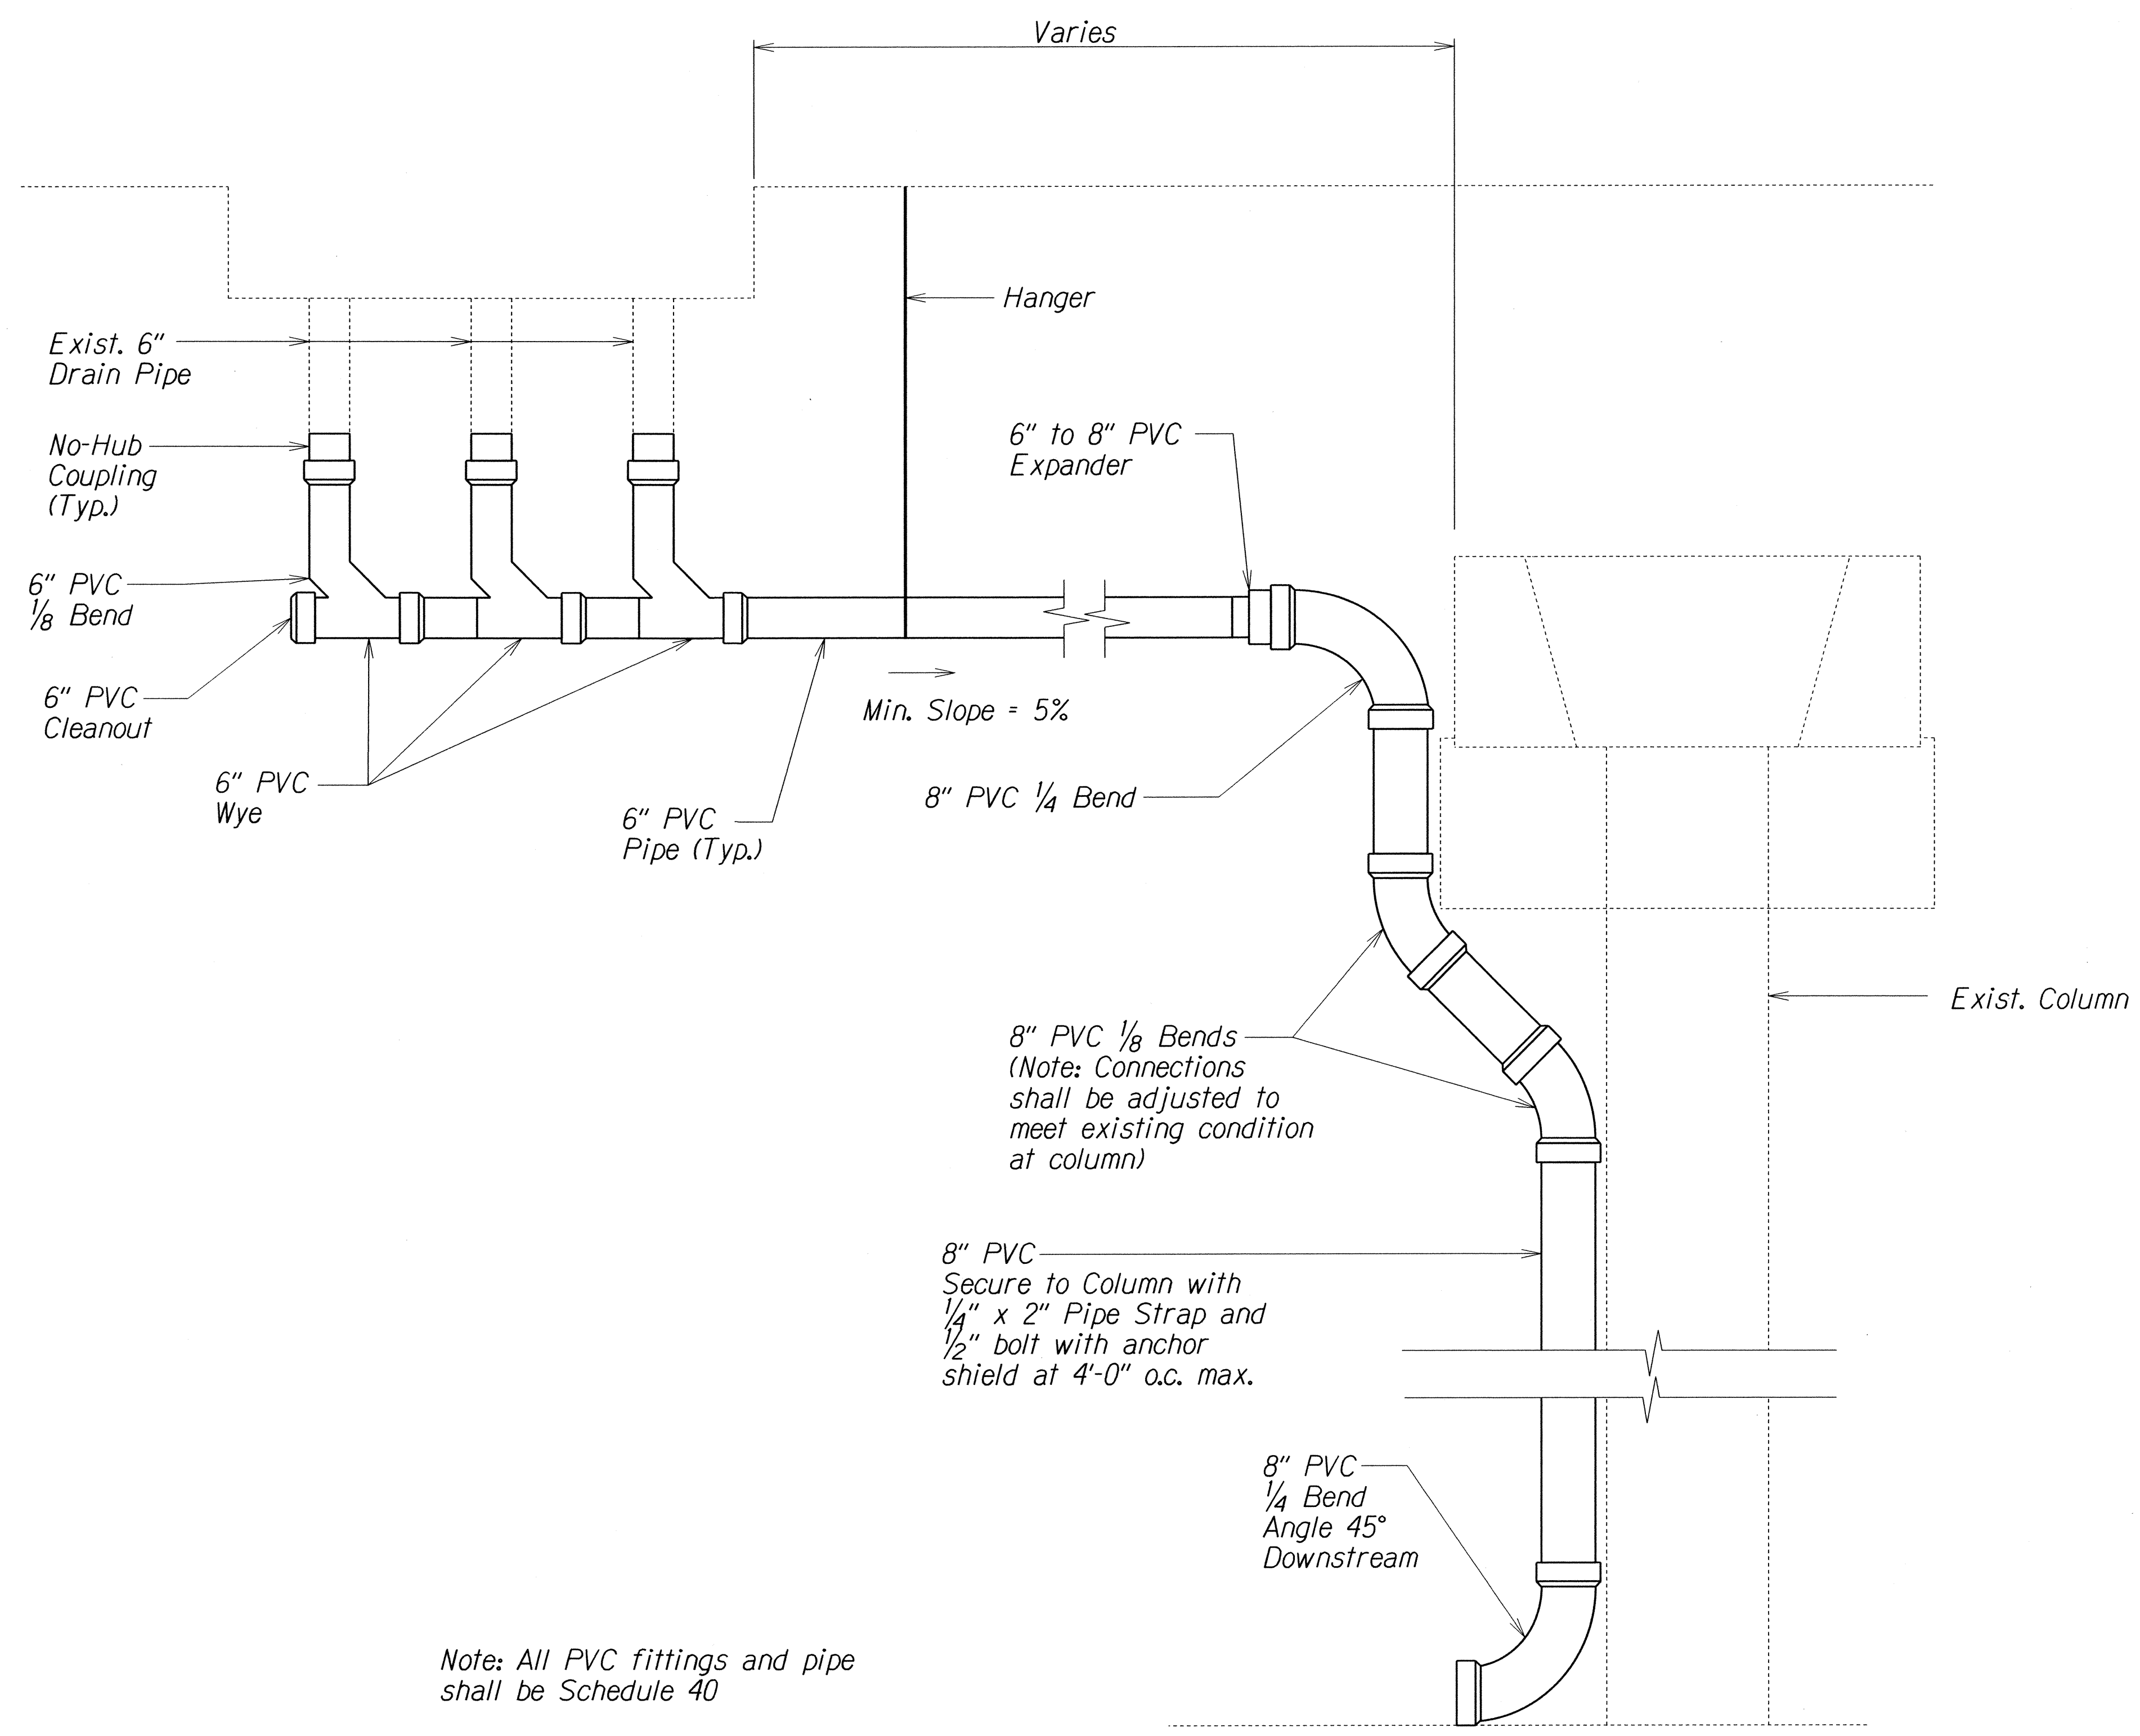 Varies
Hanger
Exist. 6"
Drain Pipe
No-Hub
Coupling
(Typ.)
6" to 8" PVC
Expander
6" PVC
1/8 Bend
6" PVC
Cleanout
Min. Slope = 5%
6" PVC
Wye
6" PVC
Pipe (Typ.)
8" PVC 1/4 Bend
Exist. Column
8" PVC 1/8 Bends
(Note: Connections
shall be adjusted to
meet existing condition
at column)
8" PVC
Secure to Column with
1/4" x 2" Pipe Strap and
1/2" bolt with anchor
shield at 4'-0" o.c. max.
8" PVC
1/4 Bend
Angle 45°
Downstream
Note: All PVC fittings and pipe
shall be Schedule 40